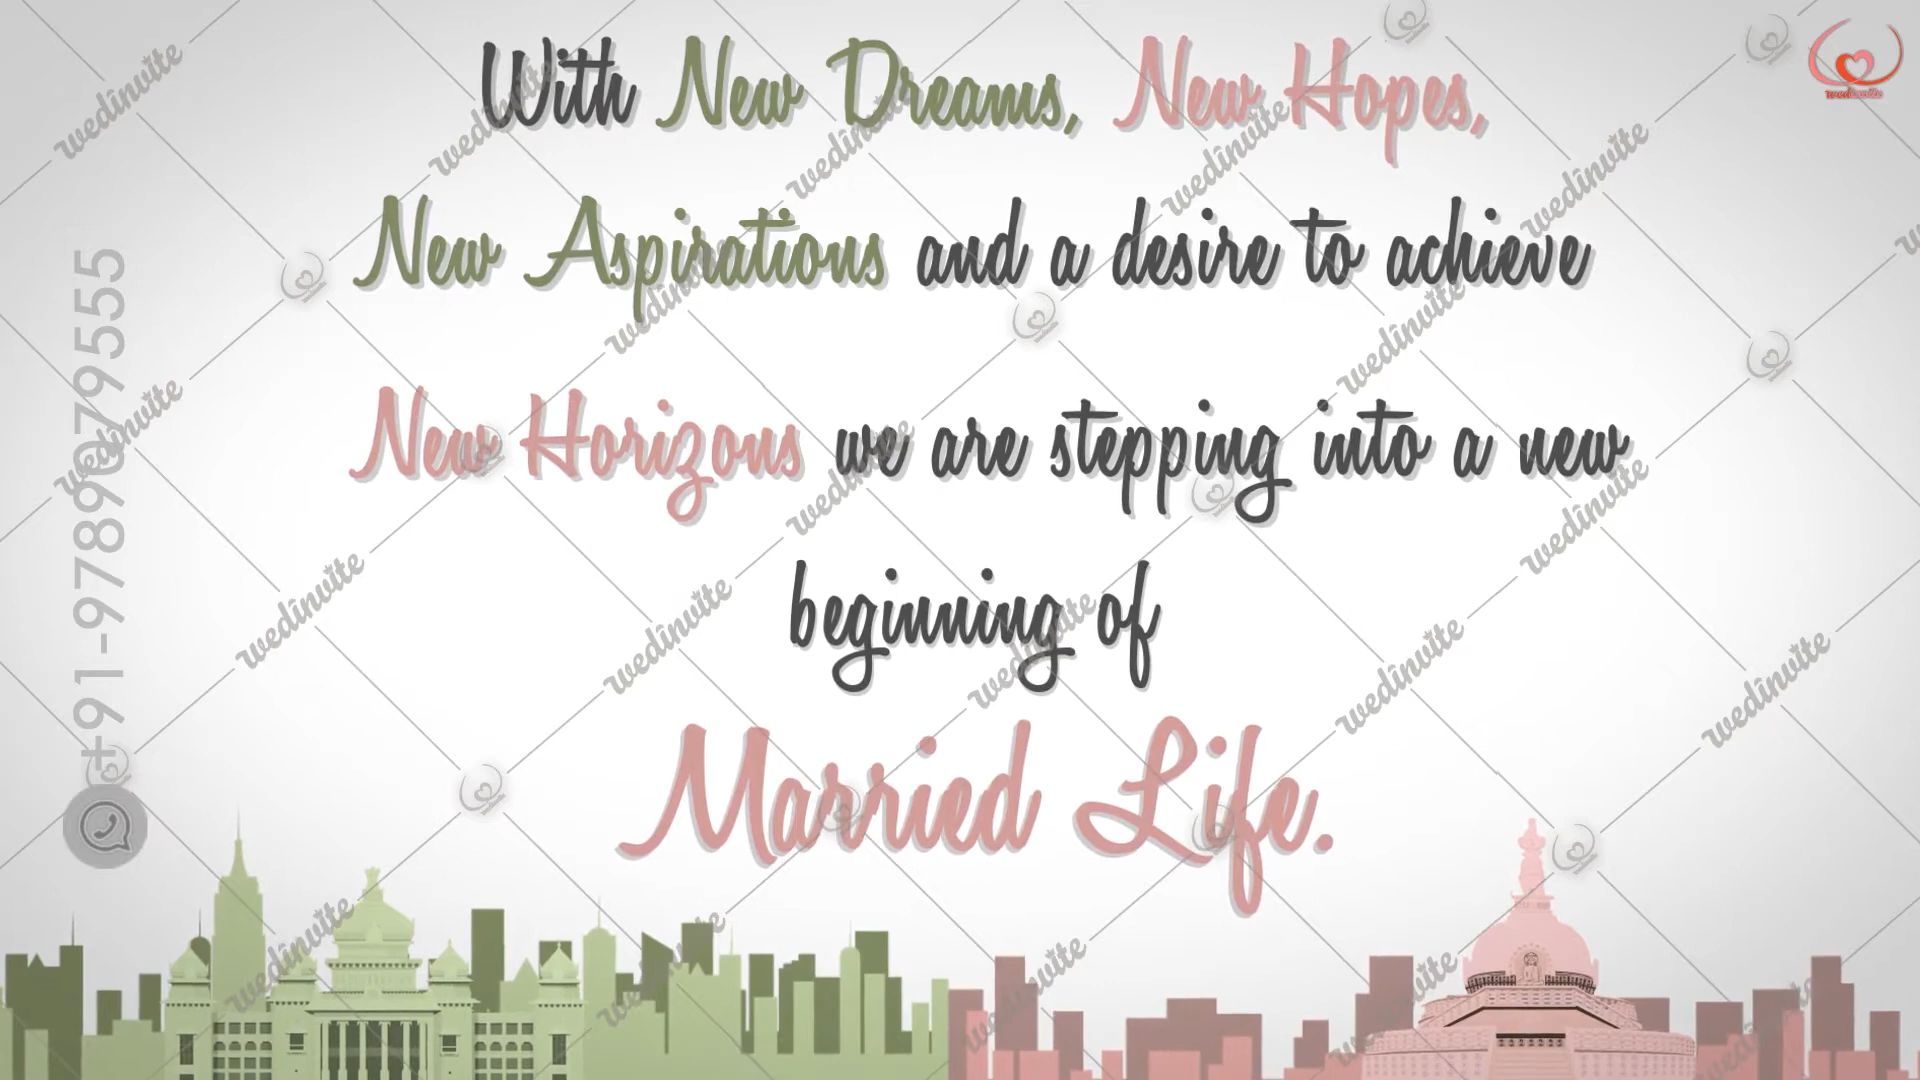 With New Dreams, New Hopes,
New Aspirations and a desire to achieve
New Horizons we are stepping into a new
beginning of
Married Life.
+91-9789079555
wedinvite